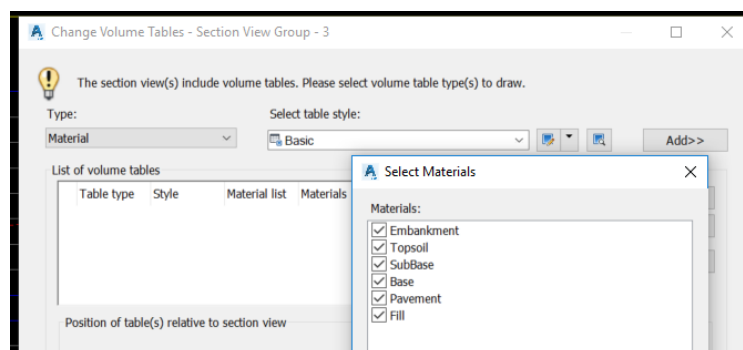 Change Volume Tables - Section View Group - 3
The section view(s) include volume tables. Please select volume table type(s) to draw.
Type: Select table style:
Material Basic Add>>
List of volume tables
Table type Style Material list Materials
Select Materials
Materials:
Embankment
Topsoil
SubBase
Base
Pavement
Fill
Position of table(s) relative to section view